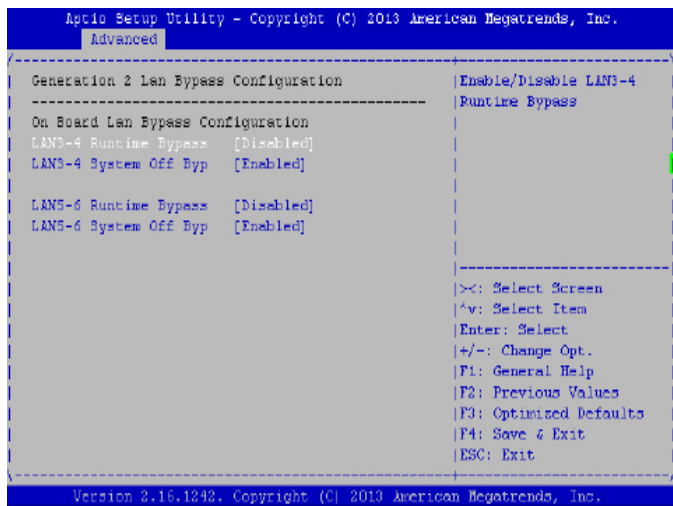 Aptio Setup Utility - Copyright (C) 2013 American Megatrends, Inc.
Advanced
Generation 2 Lan Bypass Configuration
On Board Lan Bypass Configuration
LAN3-4 Runtime Bypass [Disabled]
LAN3-4 System Off Byp [Enabled]
LAN5-6 Runtime Bypass [Disabled]
LAN5-6 System Off Byp [Enabled]
Enable/Disable LAN3-4
Runtime Bypass
><: Select Screen
^v: Select Item
Enter: Select
+/-: Change Opt.
F1: General Help
F2: Previous Values
F3: Optimized Defaults
F4: Save & Exit
ESC: Exit
Version 2.16.1242. Copyright (C) 2013 American Megatrends, Inc.